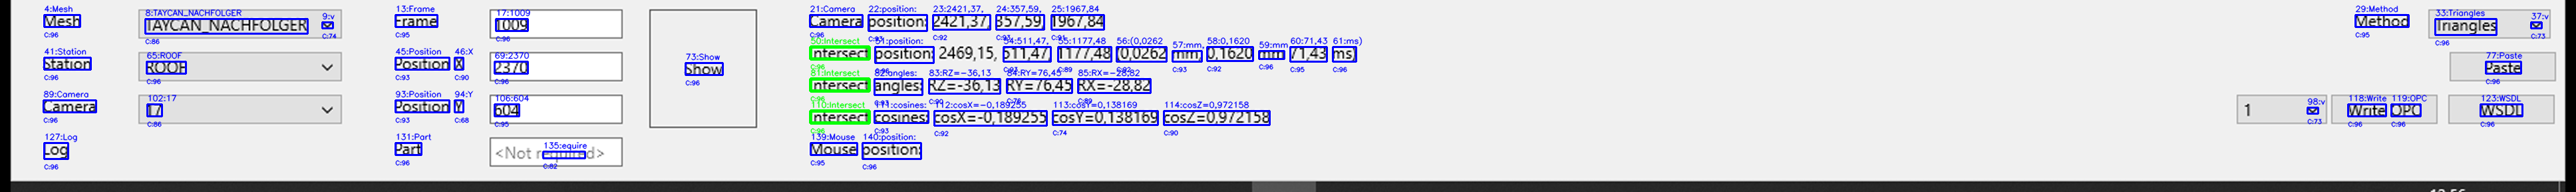 4:Mesh 8:TAYCAN_NACHFOLGER 9:v 13:Frame 17:1009 21:Camera 22:position: 23:2421,37, 24:357,59, 25:1967,84 29:Method 33:Triangles 37:v
Mesh TAYCAN_NACHFOLGER Frame 1009 Camera position: 2421,37, 357,59, 1967,84 Method Triangles
C:96 C:86 C:74 C:95 C:96 C:96 C:92 C:93 C:96 C:96 C:73
41:Station 65:ROOF 45:Position 46:X 69:2370 73:Show 50:Intersect 51:position: 54:511,47, 55:1177,48 56:(0,0262 57:mm, 58:0,1620 59:mm 60:71,43 61:ms) 77:Paste
Station ROOF Position X 2370 Show Intersect position: 2469,15, 511,47, 1177,48 (0,0262 mm, 0,1620 mm 71,43 ms) Paste
C:96 C:96 C:93 C:90 C:96 C:96 C:96 C:93 C:89 C:93 C:92 C:96 C:95 C:96 C:96
81:Intersect 82:angles: 83:RZ=-36,13 84:RY=76,45 85:RX=-28,82
Intersect angles: RZ=-36,13 RY=76,45 RX=-28,82
89:Camera 102:17 93:Position 94:Y 106:604 110:Intersect 111:cosines: 112:cosX=-0,189255 113:cosY=0,138169 114:cosZ=0,972158 98:v 118:Write 119:OPC 123:WSDL
Camera 17 Position Y 604 Intersect cosines: cosX=-0,189255 cosY=0,138169 cosZ=0,972158 1 Write OPC WSDL
C:96 C:86 C:93 C:68 C:95 C:96 C:93 C:92 C:74 C:90 C:73 C:96 C:96 C:96
127:Log 131:Part 135:equire 139:Mouse 140:position:
Log Part <Not required> Mouse position:
C:96 C:96 C:82 C:95 C:96